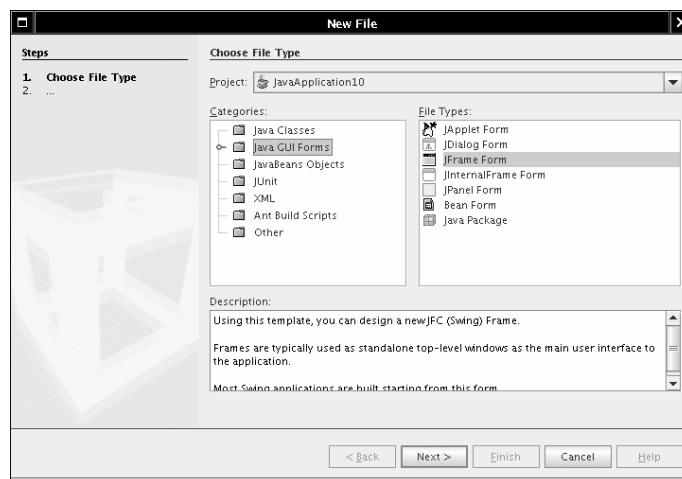 New File
Steps
1. Choose File Type
2. ...
Choose File Type
Project: JavaApplication10
Categories:
Java Classes
Java GUI Forms
JavaBeans Objects
JUnit
XML
Ant Build Scripts
Other
File Types:
JApplet Form
JDialog Form
JFrame Form
JInternalFrame Form
JPanel Form
Bean Form
Java Package
Description:
Using this template, you can design a new JFC (Swing) Frame.
Frames are typically used as standalone top-level windows as the main user interface to
the application.
Most Swing applications are built starting from this form
< Back
Next >
Finish
Cancel
Help